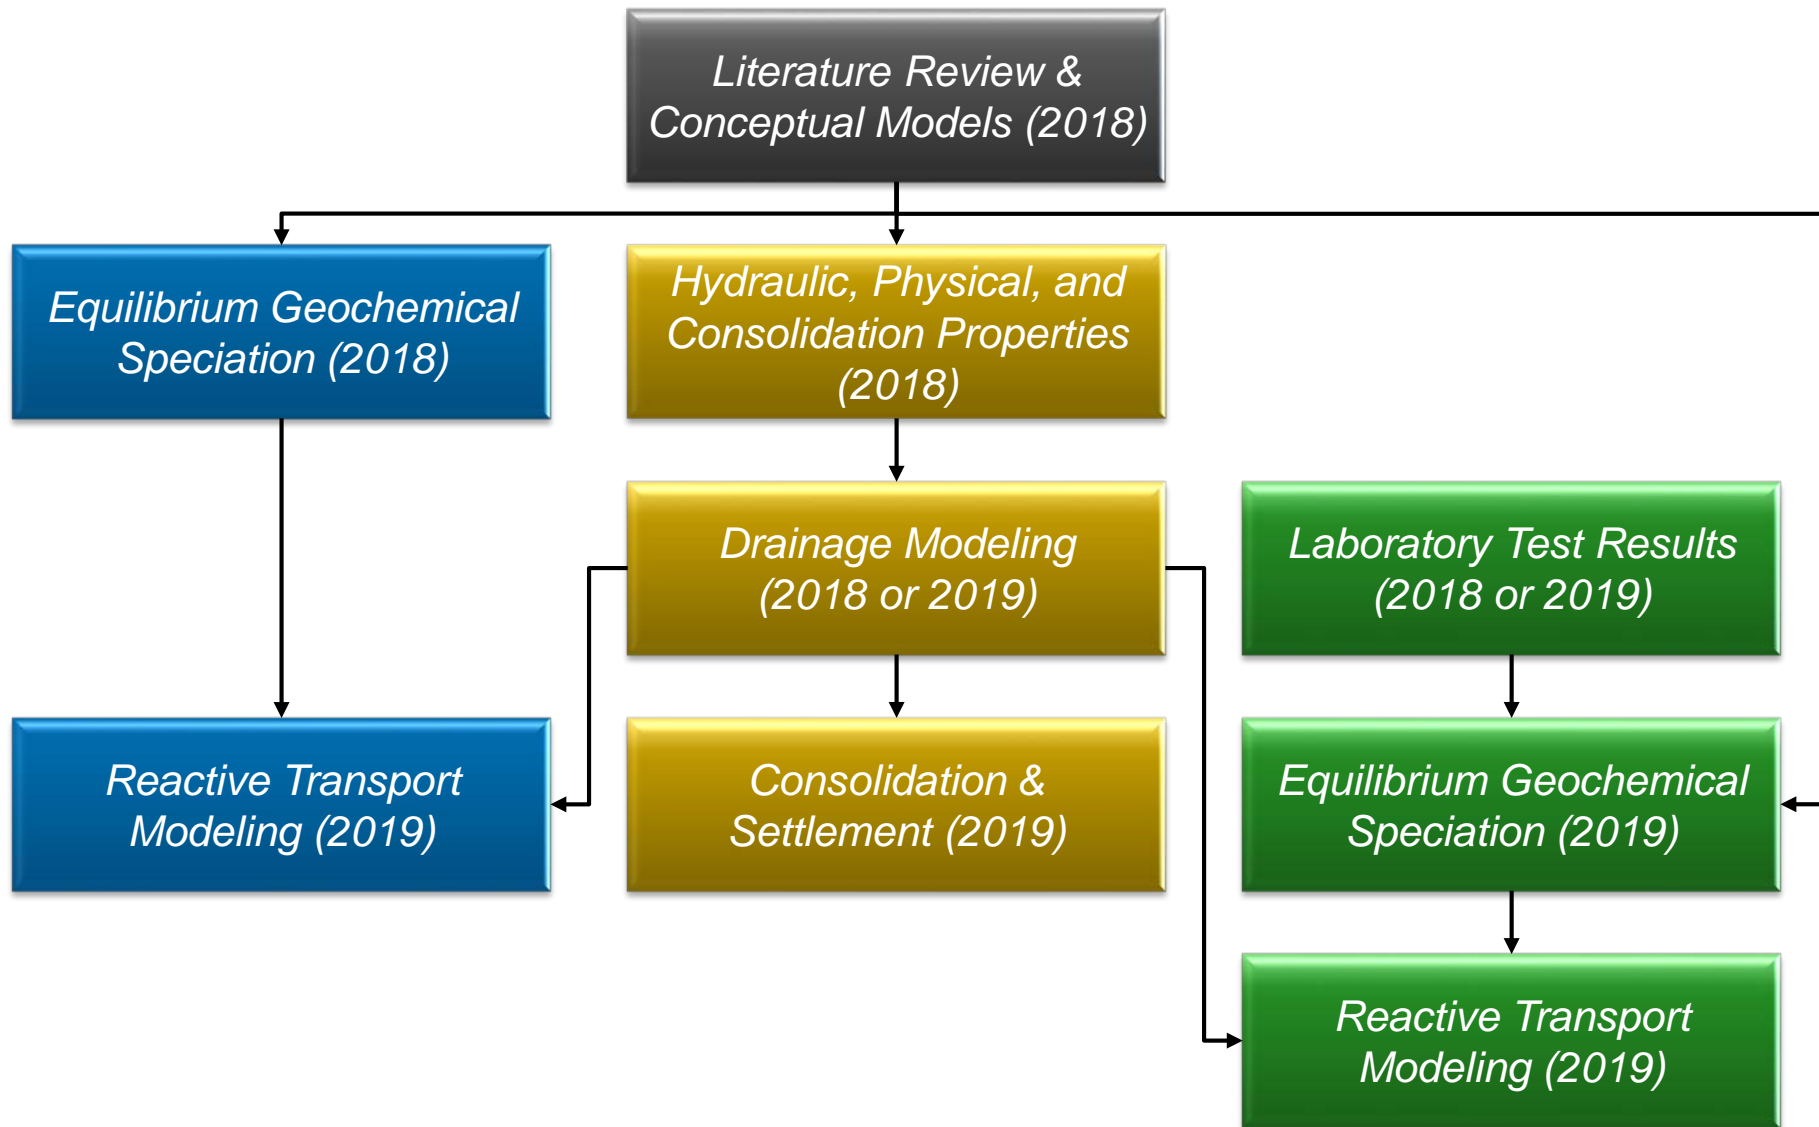 Literature Review &
Conceptual Models (2018)
Equilibrium Geochemical
Speciation (2018)
Hydraulic, Physical, and
Consolidation Properties
(2018)
Drainage Modeling
(2018 or 2019)
Laboratory Test Results
(2018 or 2019)
Reactive Transport
Modeling (2019)
Consolidation &
Settlement (2019)
Equilibrium Geochemical
Speciation (2019)
Reactive Transport
Modeling (2019)